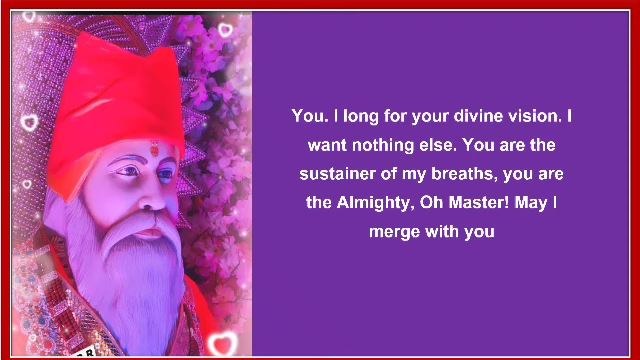 You. I long for your divine vision. I
want nothing else. You are the
sustainer of my breaths, you are
the Almighty, Oh Master! May I
merge with you